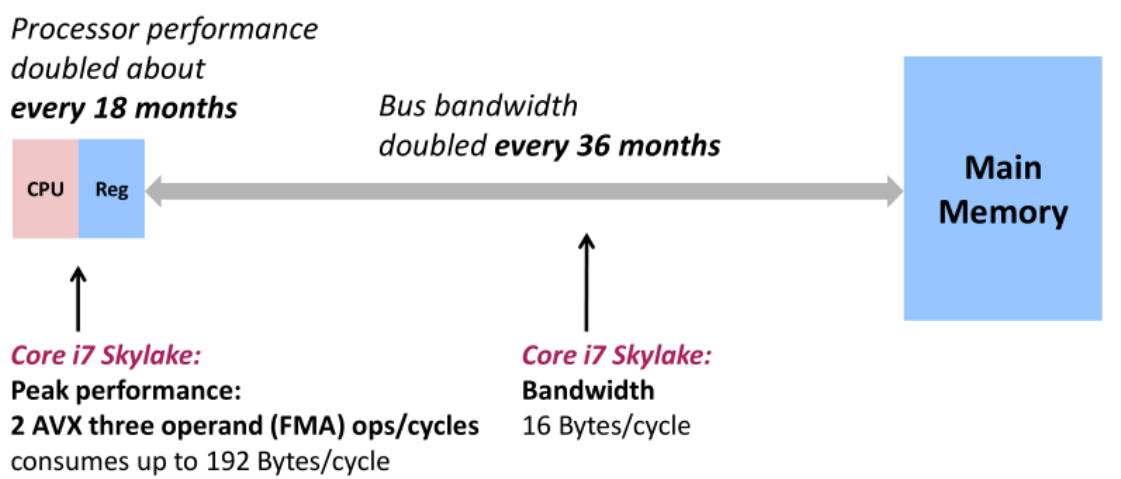 Processor performance
doubled about
every 18 months
Bus bandwidth
doubled every 36 months
CPU
Reg
Main
Memory
Core i7 Skylake:
Peak performance:
2 AVX three operand (FMA) ops/cycles
consumes up to 192 Bytes/cycle
Core i7 Skylake:
Bandwidth
16 Bytes/cycle